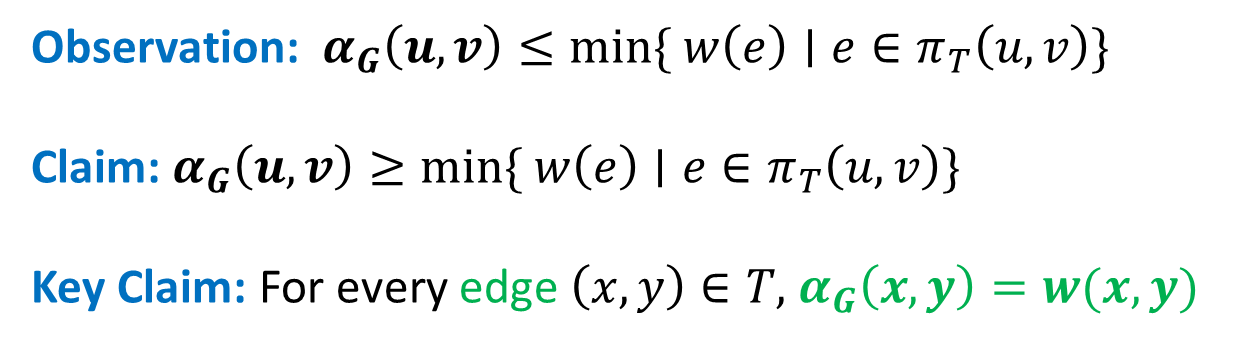 Observation: α_G(u, v) ≤ min{ w(e) | e ∈ π_T(u, v)}
Claim: α_G(u, v) ≥ min{ w(e) | e ∈ π_T(u, v)}
Key Claim: For every edge (x, y) ∈ T, α_G(x, y) = w(x, y)